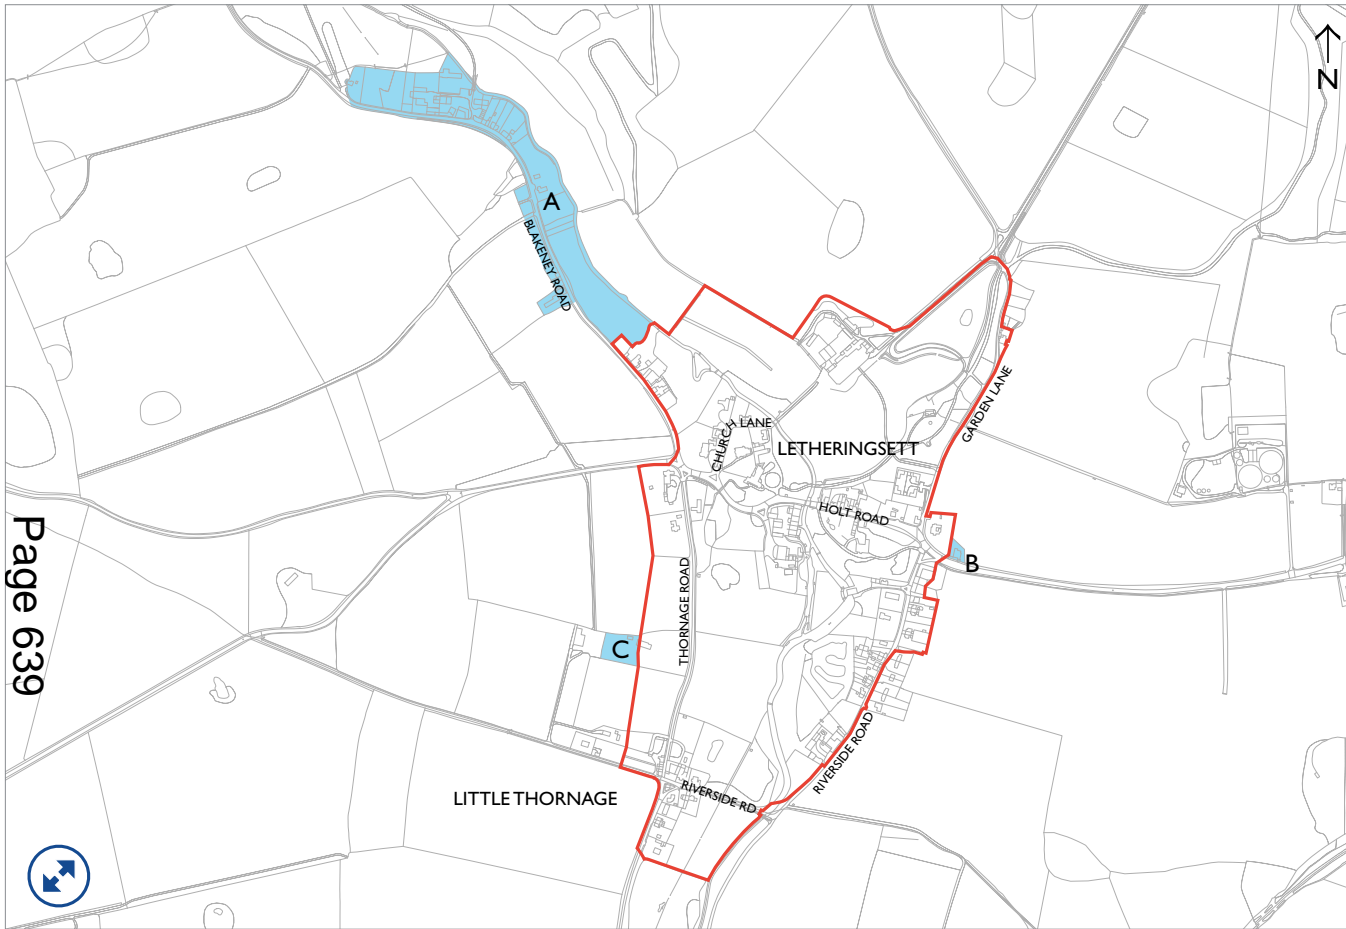 N
A
BLAKENEY ROAD
GARDEN LANE
CHURCH LANE
LETHERINGSETT
HOLT ROAD
B
THORNAGE ROAD
C
RIVERSIDE ROAD
RIVERSIDE RD
LITTLE THORNAGE
Page 639